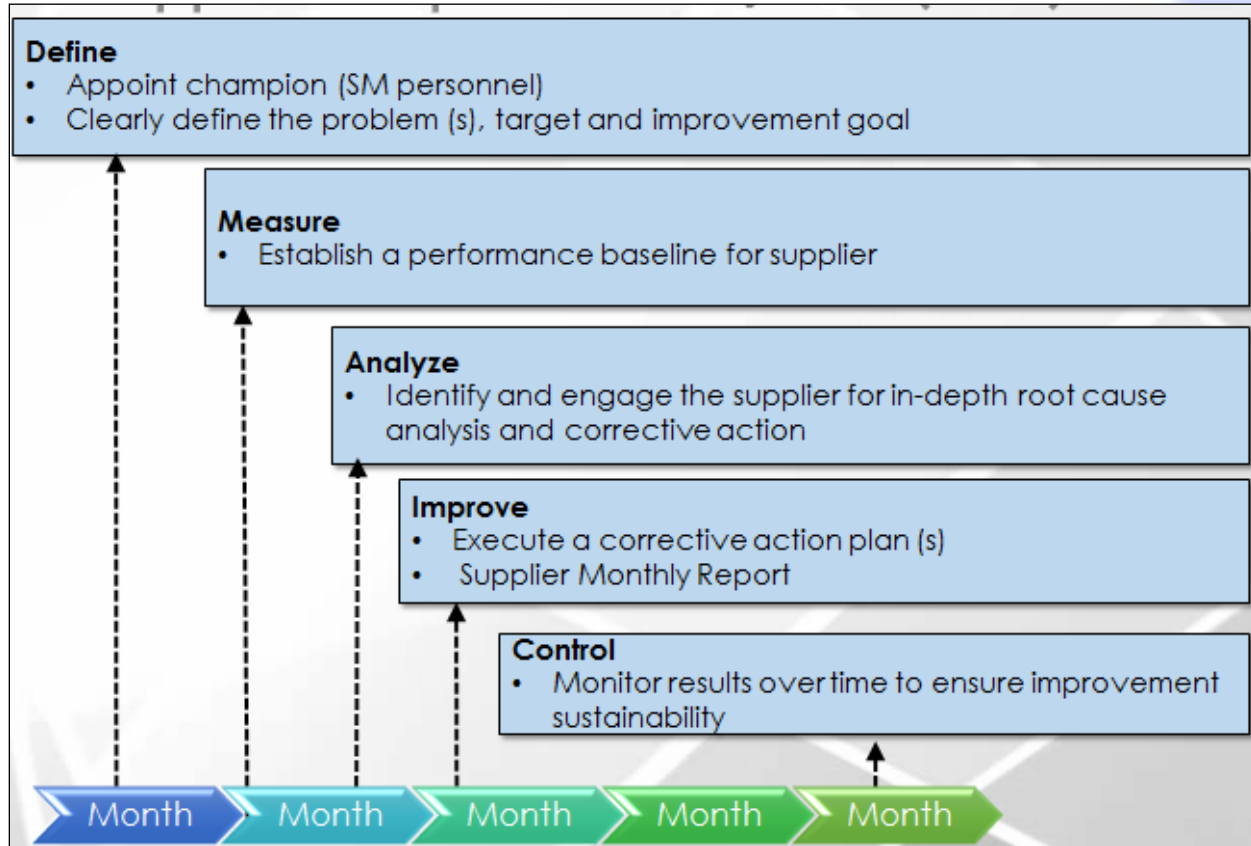 Define
• Appoint champion (SM personnel)
• Clearly define the problem (s), target and improvement goal
Measure
• Establish a performance baseline for supplier
Analyze
• Identify and engage the supplier for in-depth root cause
analysis and corrective action
Improve
• Execute a corrective action plan (s)
• Supplier Monthly Report
Control
• Monitor results over time to ensure improvement
sustainability
Month
Month
Month
Month
Month